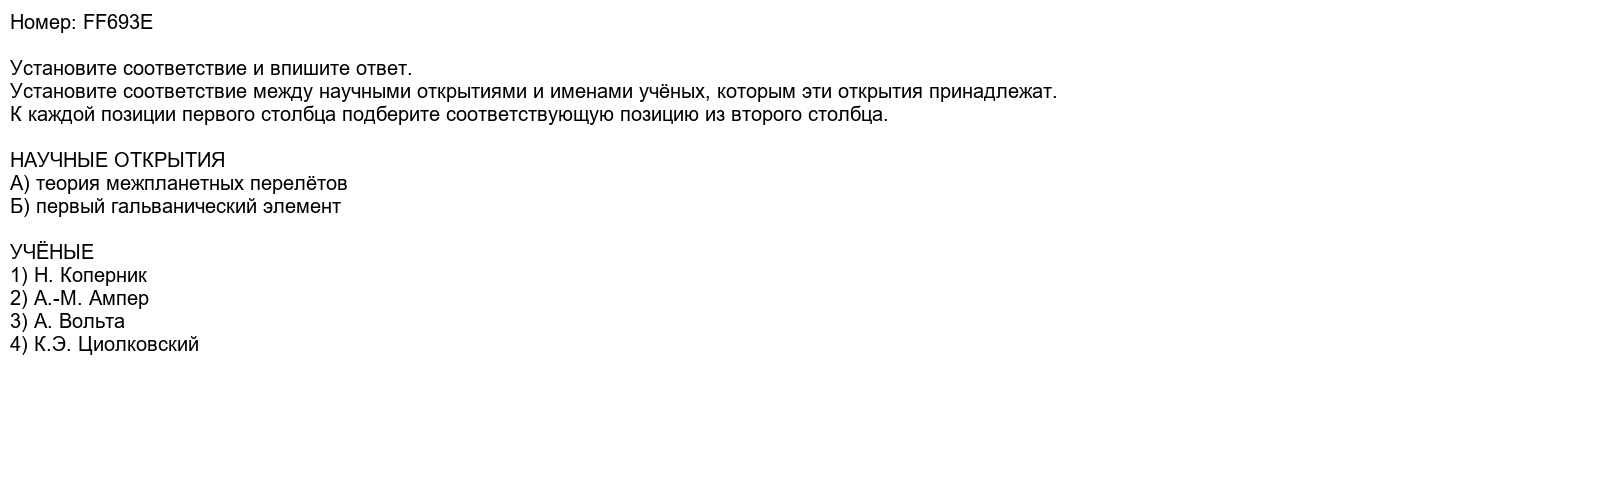 Номер: FF693E
Установите соответствие и впишите ответ.
Установите соответствие между научными открытиями и именами учёных, которым эти открытия принадлежат.
К каждой позиции первого столбца подберите соответствующую позицию из второго столбца.
НАУЧНЫЕ ОТКРЫТИЯ
А) теория межпланетных перелётов
Б) первый гальванический элемент
УЧЁНЫЕ
1) Н. Коперник
2) А.-М. Ампер
3) А. Вольта
4) К.Э. Циолковский